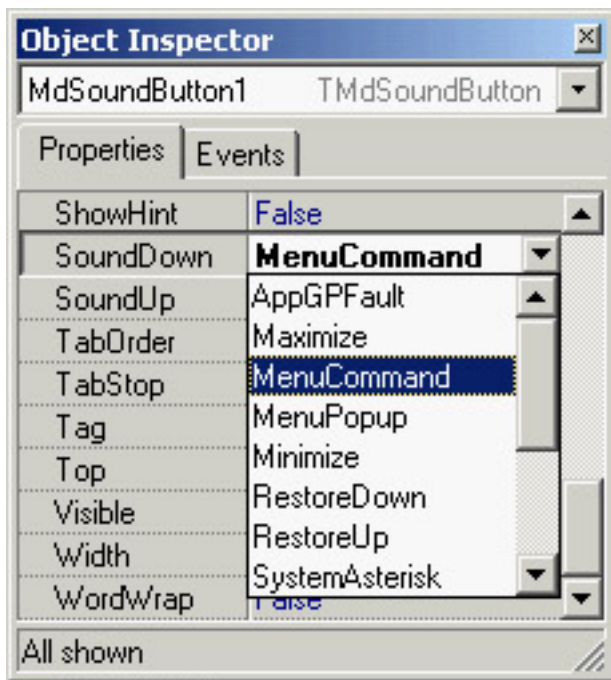 Object Inspector
MdSoundButton1 TMdSoundButton
Properties Events
ShowHint False
SoundDown MenuCommand
SoundUp AppGPFault
TabOrder Maximize
TabStop MenuCommand
Tag MenuPopup
Top Minimize
Visible RestoreDown
Width RestoreUp
SystemAsterisk
WordWrap False
All shown